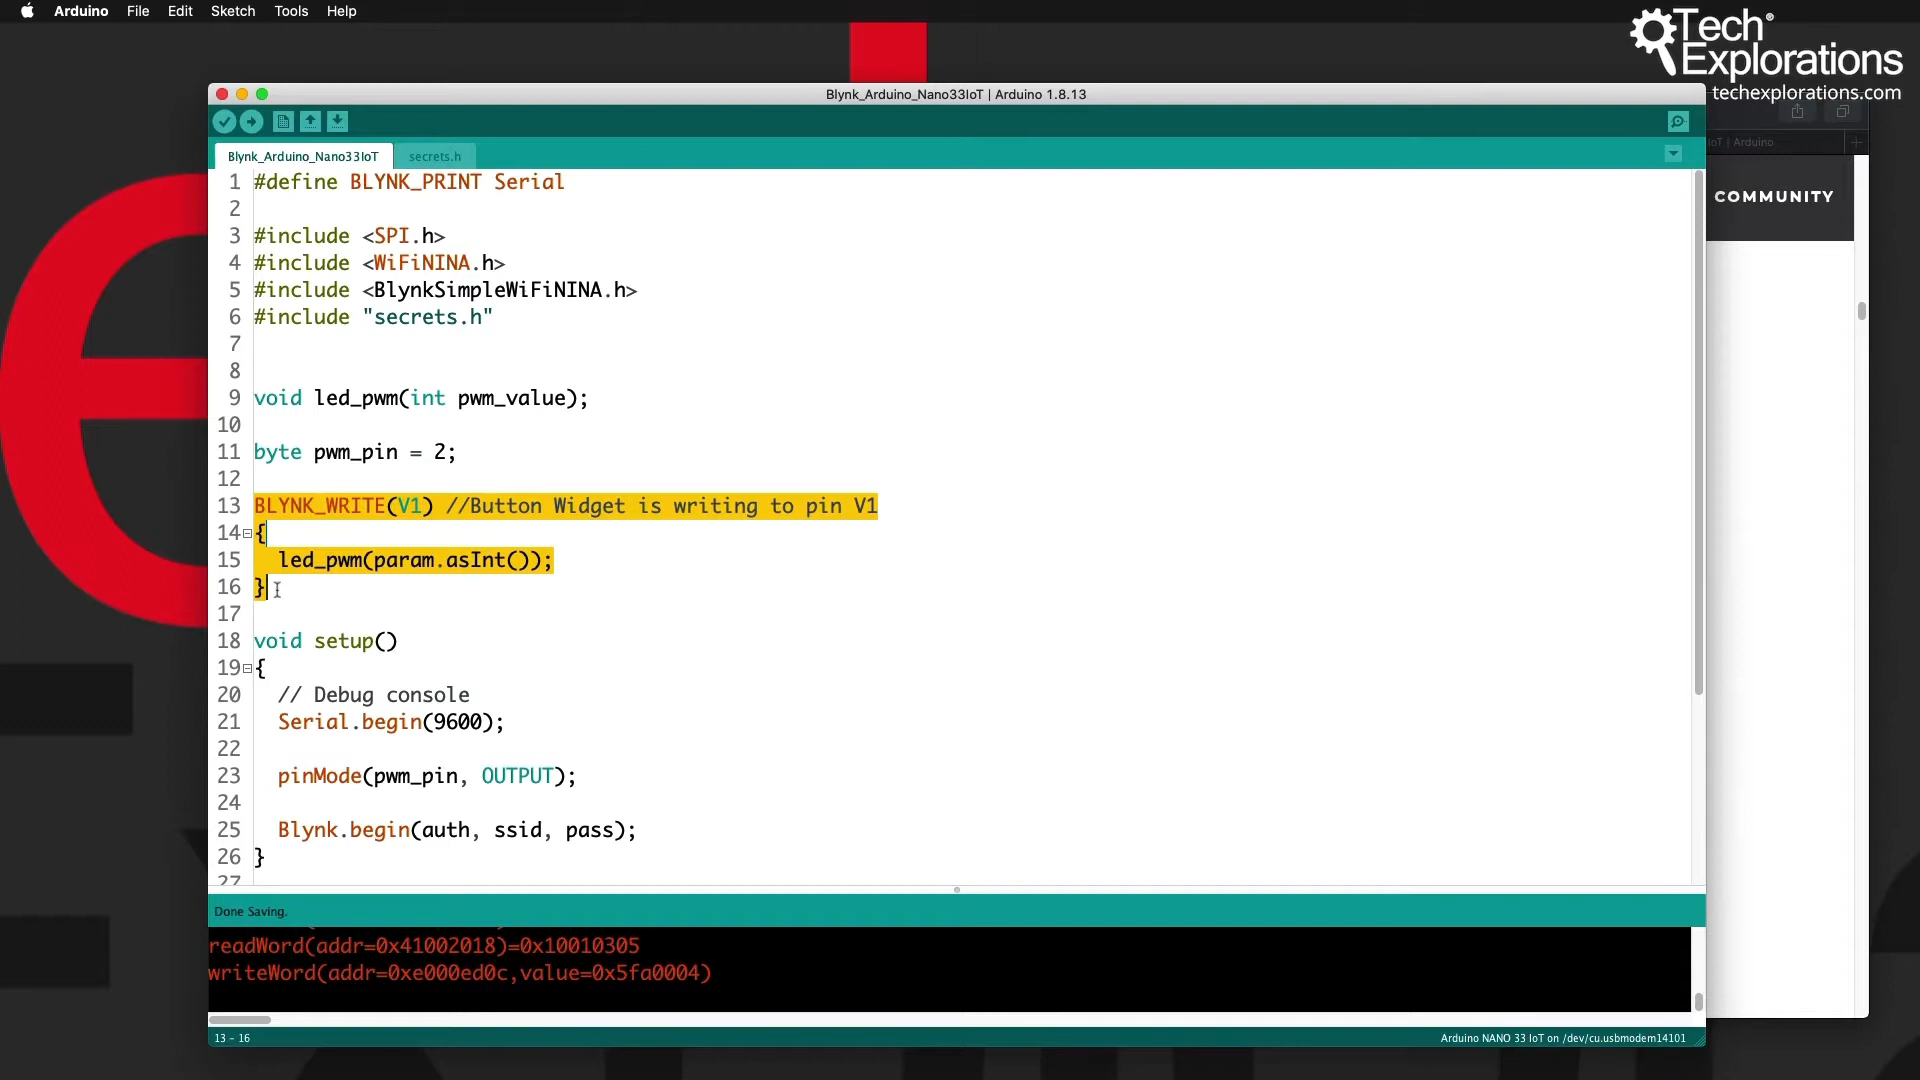 Arduino File Edit Sketch Tools Help
Tech®
Explorations
techexplorations.com
Blynk_Arduino_Nano33IoT | Arduino 1.8.13
IoT | Arduino
Blynk_Arduino_Nano33IoT secrets.h
COMMUNITY
1 #define BLYNK_PRINT Serial
2
3 #include <SPI.h>
4 #include <WiFiNINA.h>
5 #include <BlynkSimpleWiFiNINA.h>
6 #include "secrets.h"
7
8
9 void led_pwm(int pwm_value);
10
11 byte pwm_pin = 2;
12
13 BLYNK_WRITE(V1) //Button Widget is writing to pin V1
14 {
15 led_pwm(param.asInt());
16 }
17
18 void setup()
19 {
20 // Debug console
21 Serial.begin(9600);
22
23 pinMode(pwm_pin, OUTPUT);
24
25 Blynk.begin(auth, ssid, pass);
26 }
27
Done Saving.
readWord(addr=0x41002018)=0x10010305
writeWord(addr=0xe000ed0c,value=0x5fa0004)
13 - 16
Arduino NANO 33 IoT on /dev/cu.usbmodem14101